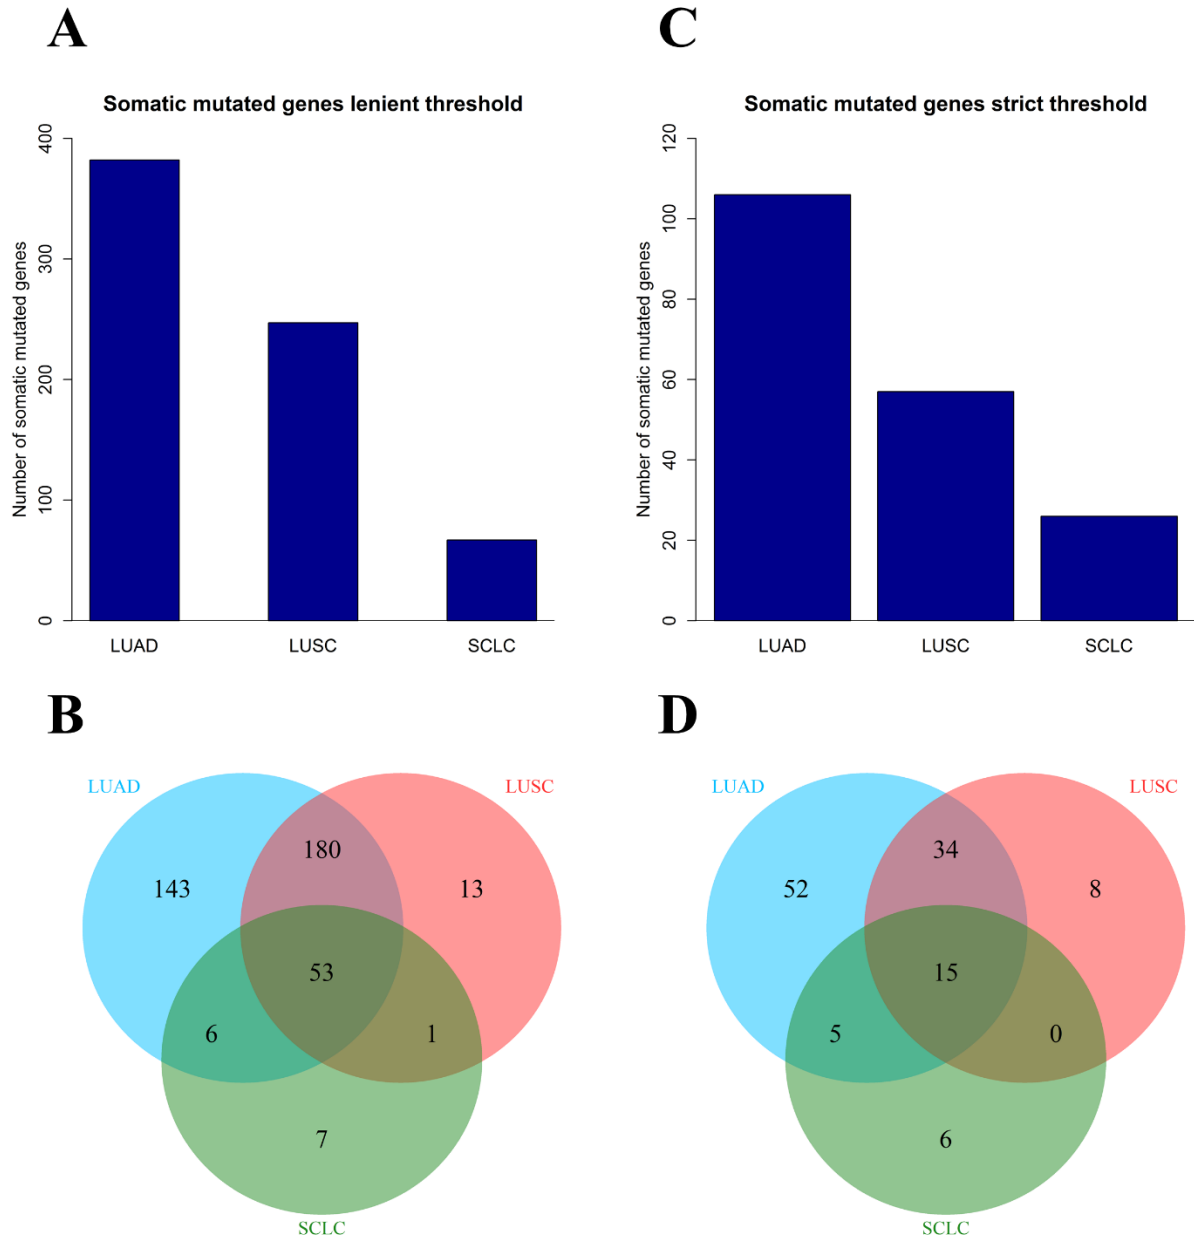 A
Somatic mutated genes lenient threshold
Number of somatic mutated genes
400
300
200
100
0
LUAD
LUSC
SCLC
C
Somatic mutated genes strict threshold
Number of somatic mutated genes
120
100
80
60
40
20
0
LUAD
LUSC
SCLC
B
LUAD
LUSC
180
143
13
53
6
1
7
SCLC
D
LUAD
LUSC
34
52
8
15
5
0
6
SCLC